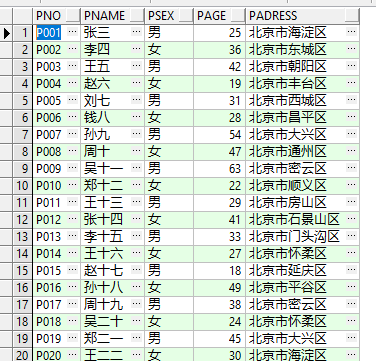 PNO PNAME PSEX PAGE PADRESS
1 P001 张三 男 25 北京市海淀区
2 P002 李四 女 36 北京市东城区
3 P003 王五 男 42 北京市朝阳区
4 P004 赵六 女 19 北京市丰台区
5 P005 刘七 男 31 北京市西城区
6 P006 钱八 女 28 北京市昌平区
7 P007 孙九 男 54 北京市大兴区
8 P008 周十 女 47 北京市通州区
9 P009 吴十一 男 63 北京市密云区
10 P010 郑十二 女 22 北京市顺义区
11 P011 王十三 男 29 北京市房山区
12 P012 张十四 女 41 北京市石景山区
13 P013 李十五 男 33 北京市门头沟区
14 P014 王十六 女 27 北京市怀柔区
15 P015 赵十七 男 18 北京市延庆区
16 P016 孙十八 女 49 北京市平谷区
17 P017 周十九 男 38 北京市密云区
18 P018 吴二十 女 24 北京市怀柔区
19 P019 郑二一 男 45 北京市大兴区
20 P020 王二二 女 30 北京市海淀区